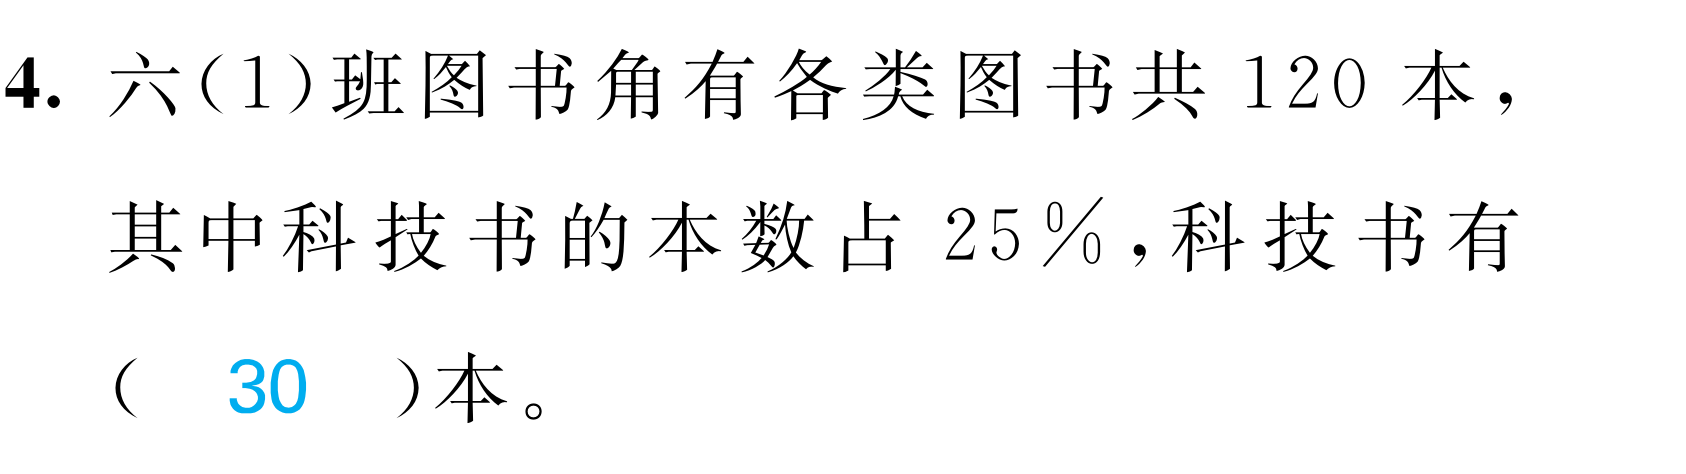 4. 六(1)班图书角有各类图书共 120 本,
其中科技书的本数占 25%,科技书有
( 30 )本。